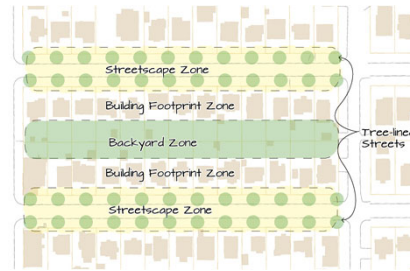 Streetscape Zone
Building Footprint Zone
Backyard Zone
Tree-lined
Streets
Building Footprint Zone
Streetscape Zone